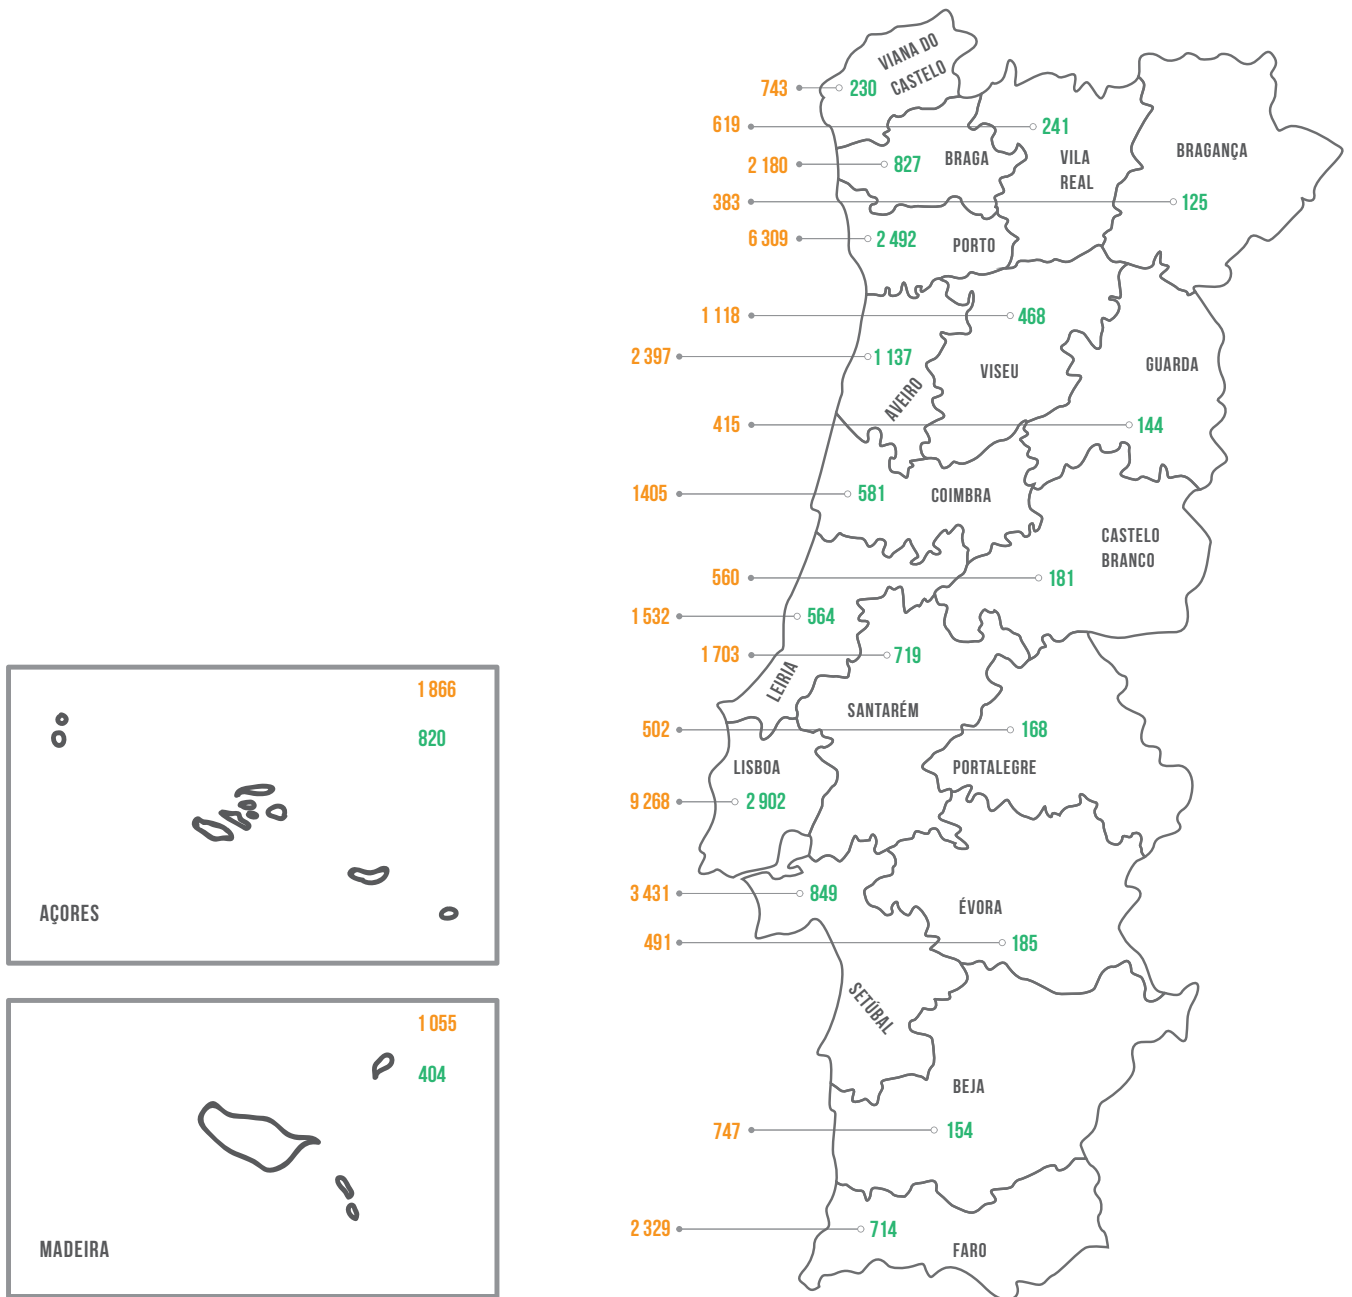 VIANA DO
CASTELO
743 230
619 241
BRAGA
VILA
REAL
BRAGANÇA
2 180 827
383 125
6 309 2 492
PORTO
1 118 468
2 397 1 137
AVEIRO
VISEU
GUARDA
415 144
1405 581
COIMBRA
CASTELO
BRANCO
560 181
1 532 564
1 703 719
LEIRIA
SANTARÉM
502 168
LISBOA
PORTALEGRE
9 268 2 902
3 431 849
ÉVORA
491 185
SETÚBAL
BEJA
747 154
2 329 714
FARO
1 866
820
AÇORES
1 055
404
MADEIRA